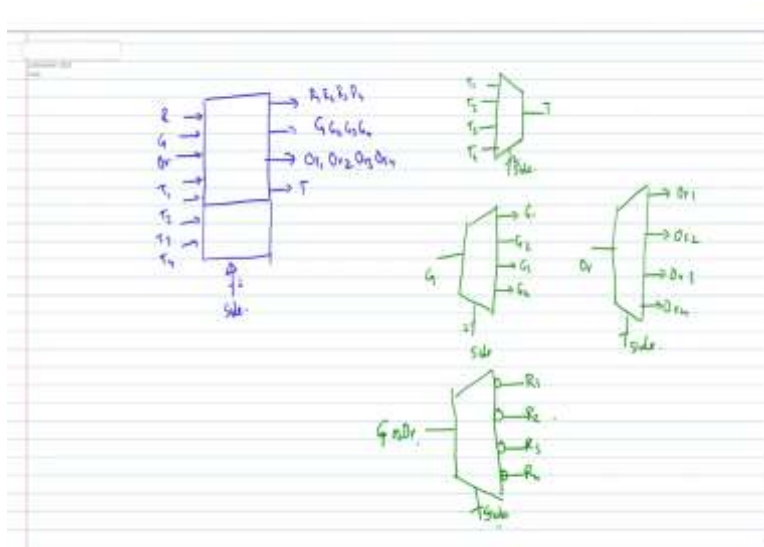 R
G
Or
T1
T2
T3
T4
R1 R2 R3 R4
G1 G2 G3 G4
Or1 Or2 Or3 Or4
T
2
Side
T1
T2
T3
T4
T
Side
G
G1
G2
G3
G4
2
Side
Or
Or1
Or2
Or3
Or4
Side
R1
R2
R3
R4
Side